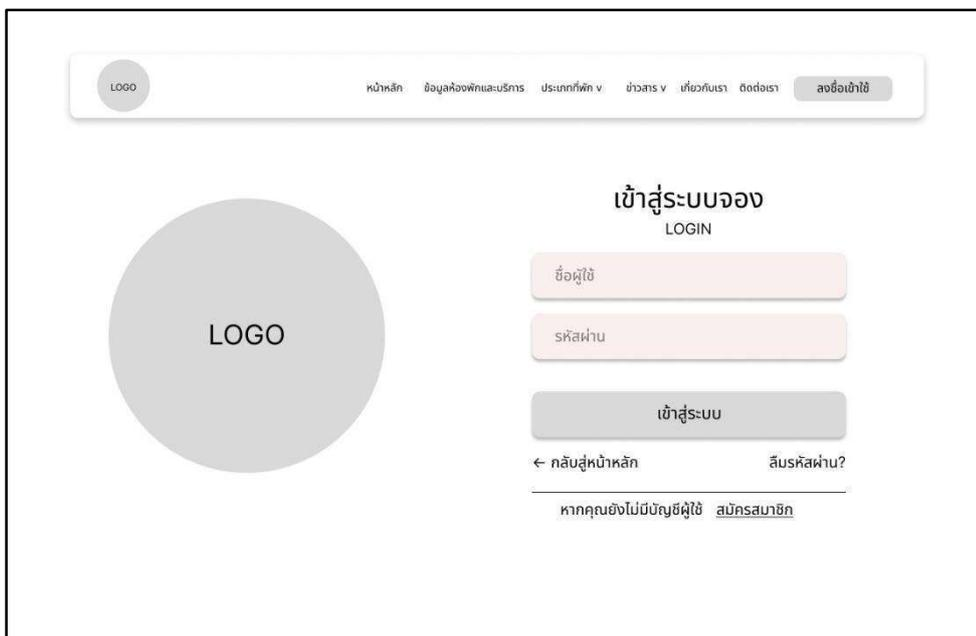 LOGO หน้าหลัก ข้อมูลห้องพักและบริการ ประเภทที่พัก v ข่าวสาร v เกี่ยวกับเรา ติดต่อเรา ลงชื่อเข้าใช้
เข้าสู่ระบบจอง
LOGIN
ชื่อผู้ใช้
LOGO
รหัสผ่าน
เข้าสู่ระบบ
← กลับสู่หน้าหลัก ลืมรหัสผ่าน?
หากคุณยังไม่มีบัญชีผู้ใช้ สมัครสมาชิก